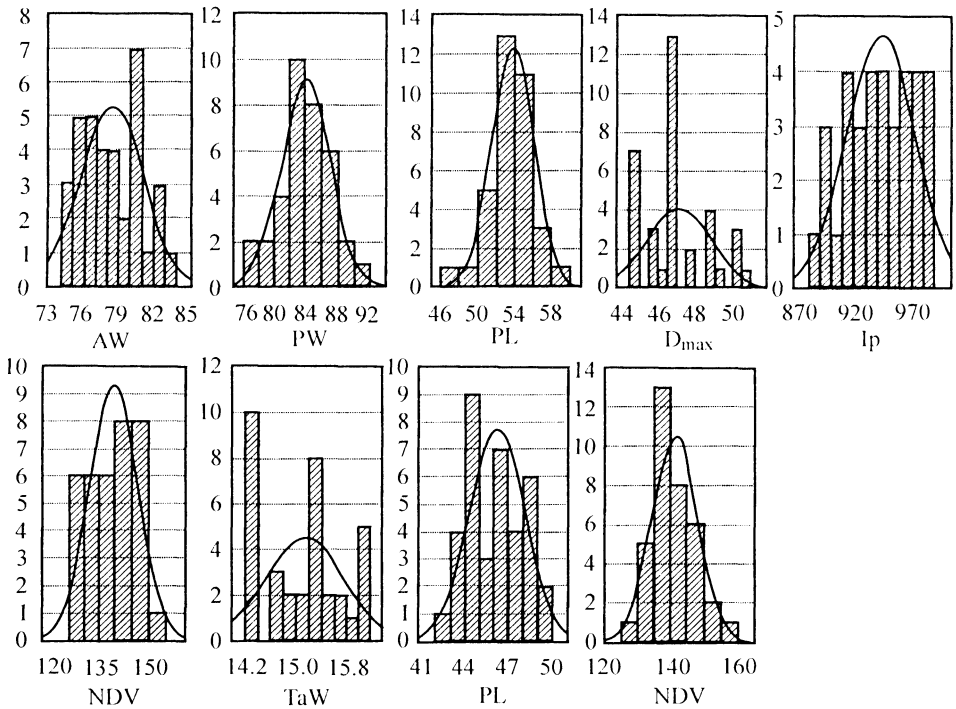 8 7 6 5 4 3 2 1 0
73 76 79 82 85
AW
12 10 8 6 4 2 0
76 80 84 88 92
PW
14 12 10 8 6 4 2 0
46 50 54 58
PL
14 12 10 8 6 4 2 0
44 46 48 50
Dmax
5 4 3 2 1 0
870 920 970
Ip
10 9 8 7 6 5 4 3 2 1 0
120 135 150
NDV
12 10 8 6 4 2 0
14.2 15.0 15.8
TaW
10 9 8 7 6 5 4 3 2 1 0
41 44 47 50
PL
14 12 10 8 6 4 2 0
120 140 160
NDV